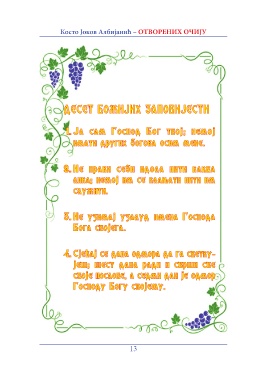 Косто Јоков Албијанић – ОТВОРЕНИХ ОЧИЈУ
ДЕСЕТ БОЖИЈИХ ЗАПОВИЈЕСТИ
1. Ја сам Господ Бог твој; немој
имати других богова осим мене.
2. Не прави себи идола нити каква
лика; немој им се клањати нити им
служити.
3. Не узимај узалуд имена Господа
Бога својега.
4. Сјећај се дана одмора да га свету-
јеш; шест дана ради и сврши све
своје послове, а седми дан је одмор
Господу Богу својему.
13